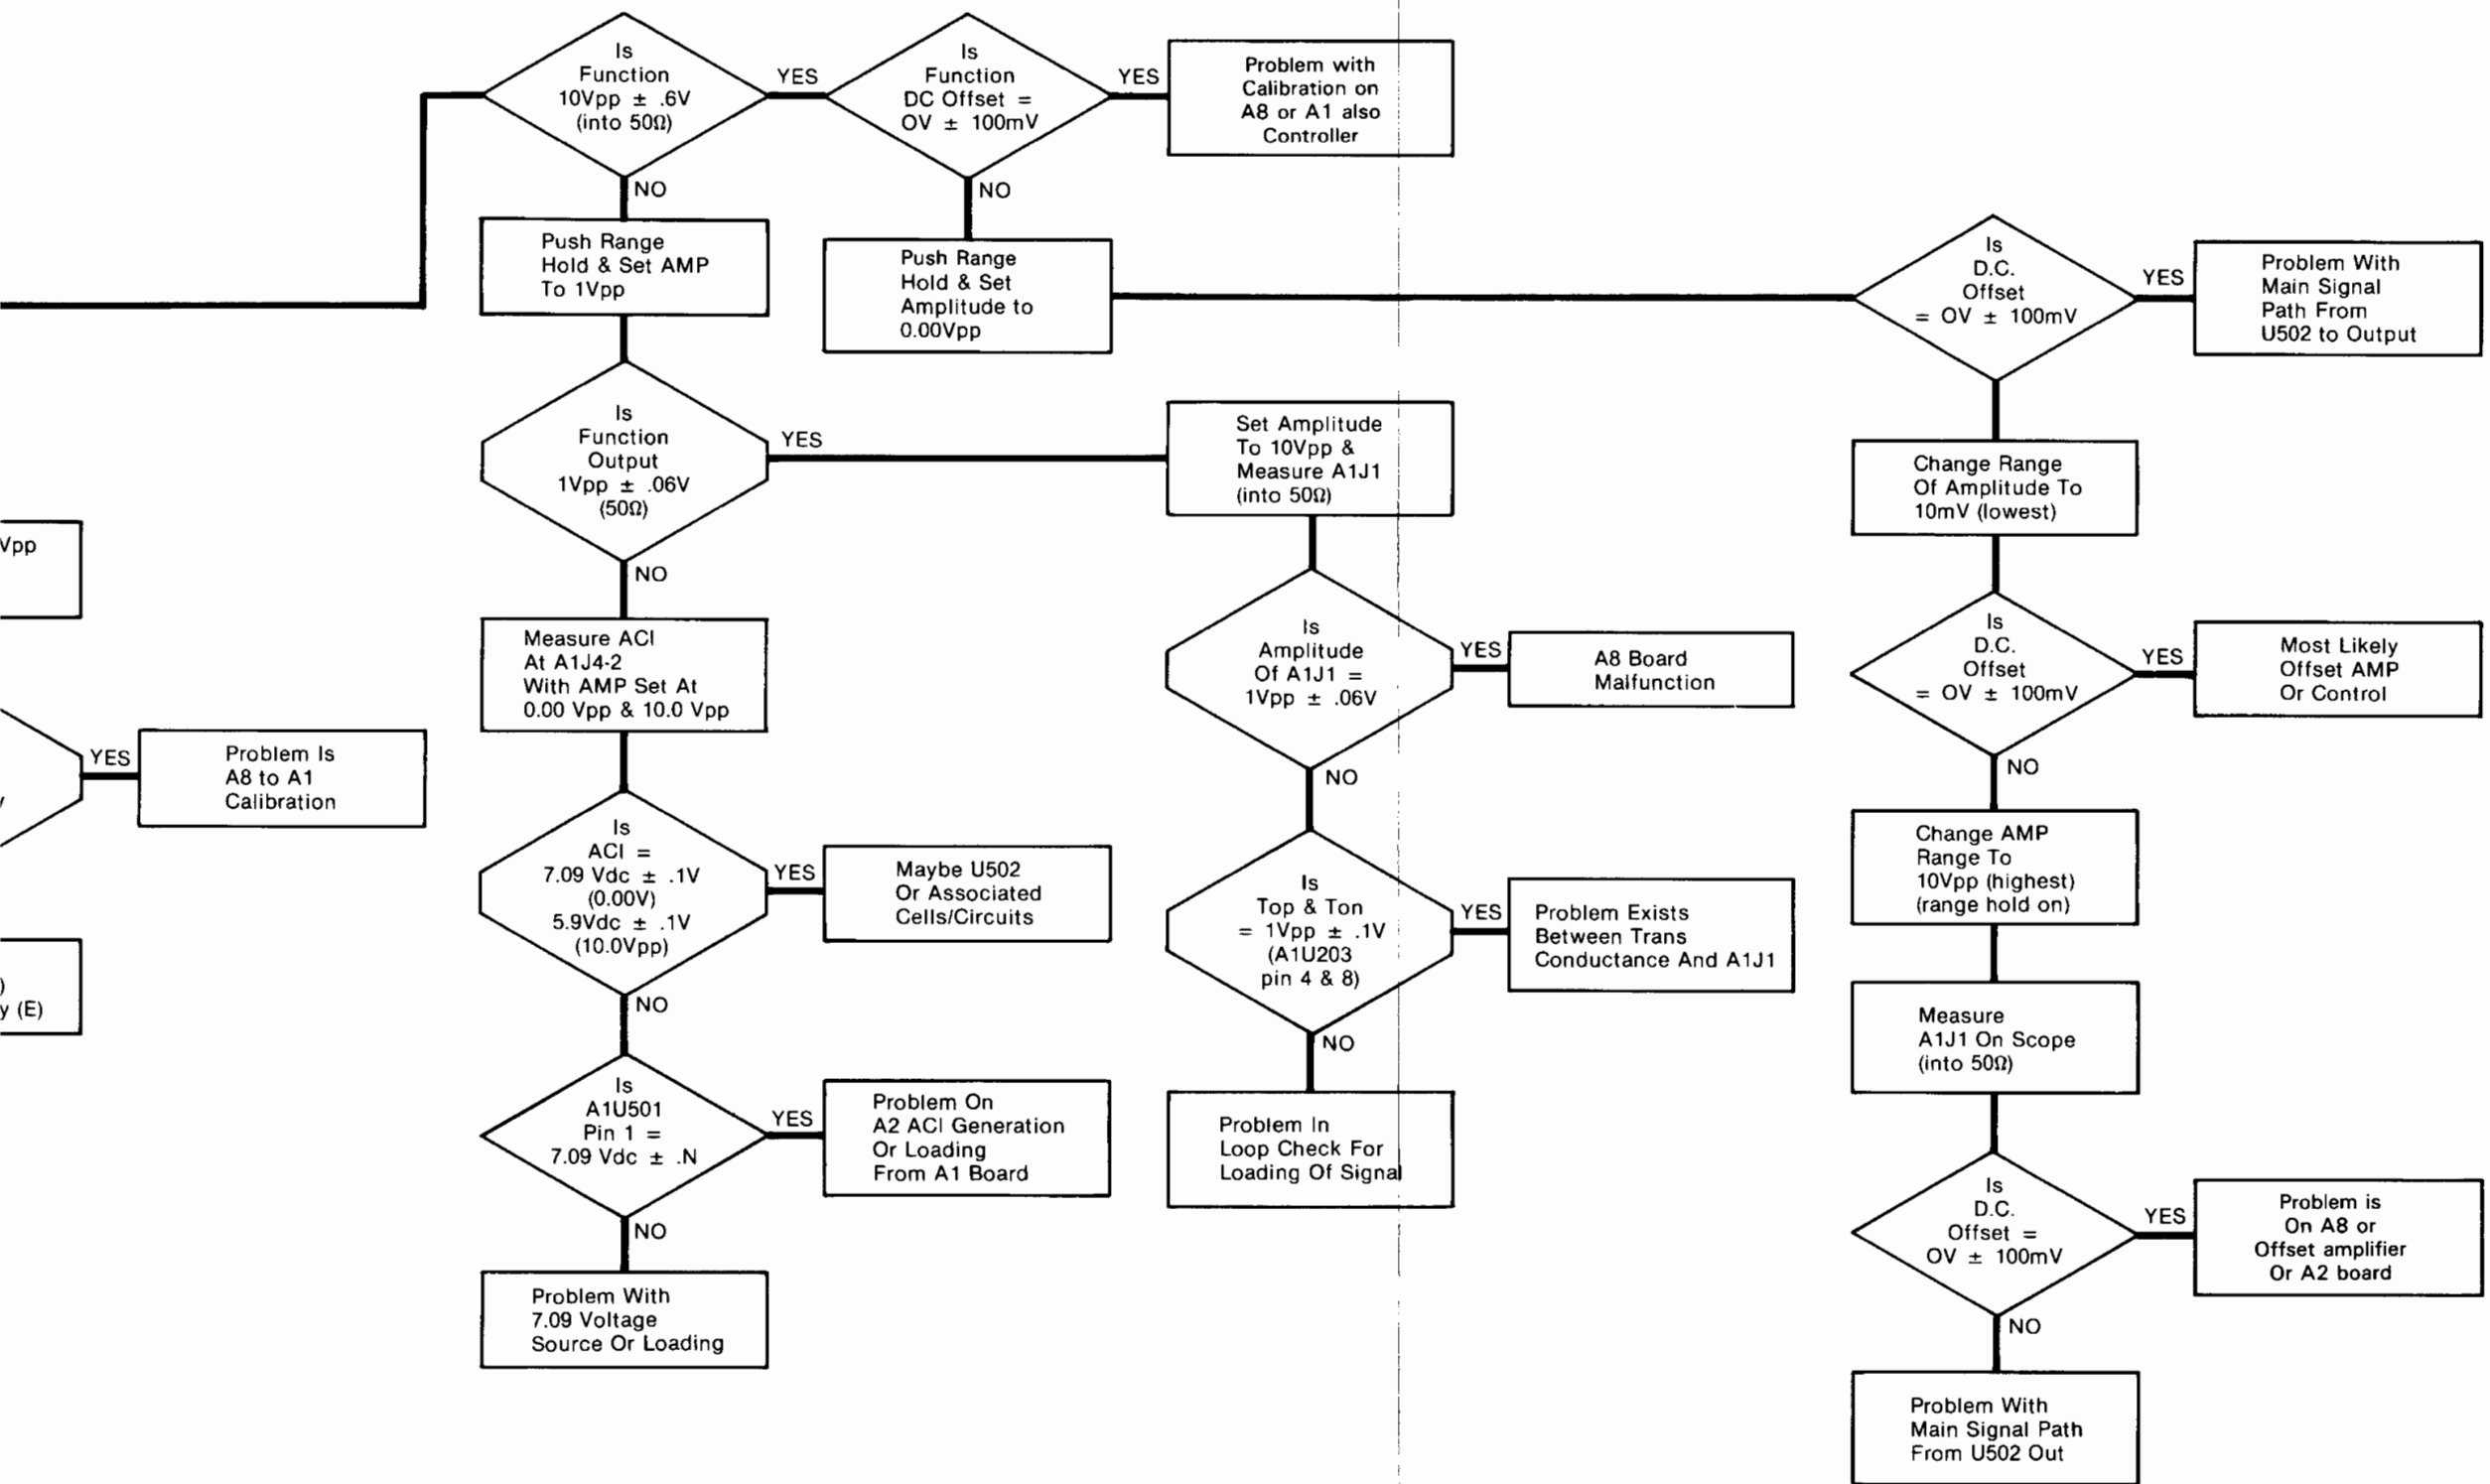 Is
Function
10Vpp ± .6V
(into 50Ω)
YES
NO
Is
Function
DC Offset =
OV ± 100mV
YES
NO
Problem with
Calibration on
A8 or A1 also
Controller
Push Range
Hold & Set AMP
To 1Vpp
Push Range
Hold & Set
Amplitude to
0.00Vpp
Is
D.C.
Offset
= OV ± 100mV
YES
Problem With
Main Signal
Path From
U502 to Output
Is
Function
Output
1Vpp ± .06V
(50Ω)
YES
NO
Set Amplitude
To 10Vpp &
Measure A1J1
(into 50Ω)
Change Range
Of Amplitude To
10mV (lowest)
Vpp
Measure ACI
At A1J4-2
With AMP Set At
0.00 Vpp & 10.0 Vpp
Is
Amplitude
Of A1J1 =
1Vpp ± .06V
YES
NO
A8 Board
Malfunction
Is
D.C.
Offset
= OV ± 100mV
YES
NO
Most Likely
Offset AMP
Or Control
YES
Problem Is
A8 to A1
Calibration
Is
ACI =
7.09 Vdc ± .1V
(0.00V)
5.9Vdc ± .1V
(10.0Vpp)
YES
NO
Maybe U502
Or Associated
Cells/Circuits
Is
Top & Ton
= 1Vpp ± .1V
(A1U203
pin 4 & 8)
YES
NO
Problem Exists
Between Trans
Conductance And A1J1
Change AMP
Range To
10Vpp (highest)
(range hold on)
)
y (E)
Measure
A1J1 On Scope
(into 50Ω)
Is
A1U501
Pin 1 =
7.09 Vdc ± .N
YES
NO
Problem On
A2 ACI Generation
Or Loading
From A1 Board
Problem In
Loop Check For
Loading Of Signal
Is
D.C.
Offset =
OV ± 100mV
YES
NO
Problem is
On A8 or
Offset amplifier
Or A2 board
Problem With
7.09 Voltage
Source Or Loading
Problem With
Main Signal Path
From U502 Out